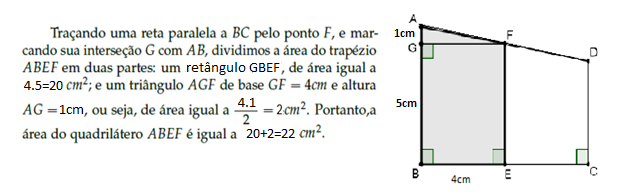 Traçando uma reta paralela a BC pelo ponto F, e mar-
cando sua interseção G com AB, dividimos a área do trapézio
ABEF em duas partes: um retângulo GBEF, de área igual a
4.5=20 cm²; e um triângulo AGF de base GF = 4cm e altura
AG =1cm, ou seja, de área igual a 4.1/2 = 2cm². Portanto,a
área do quadrilátero ABEF é igual a 20+2=22 cm².
A
1cm
F
G
D
5cm
B
4cm
E
C